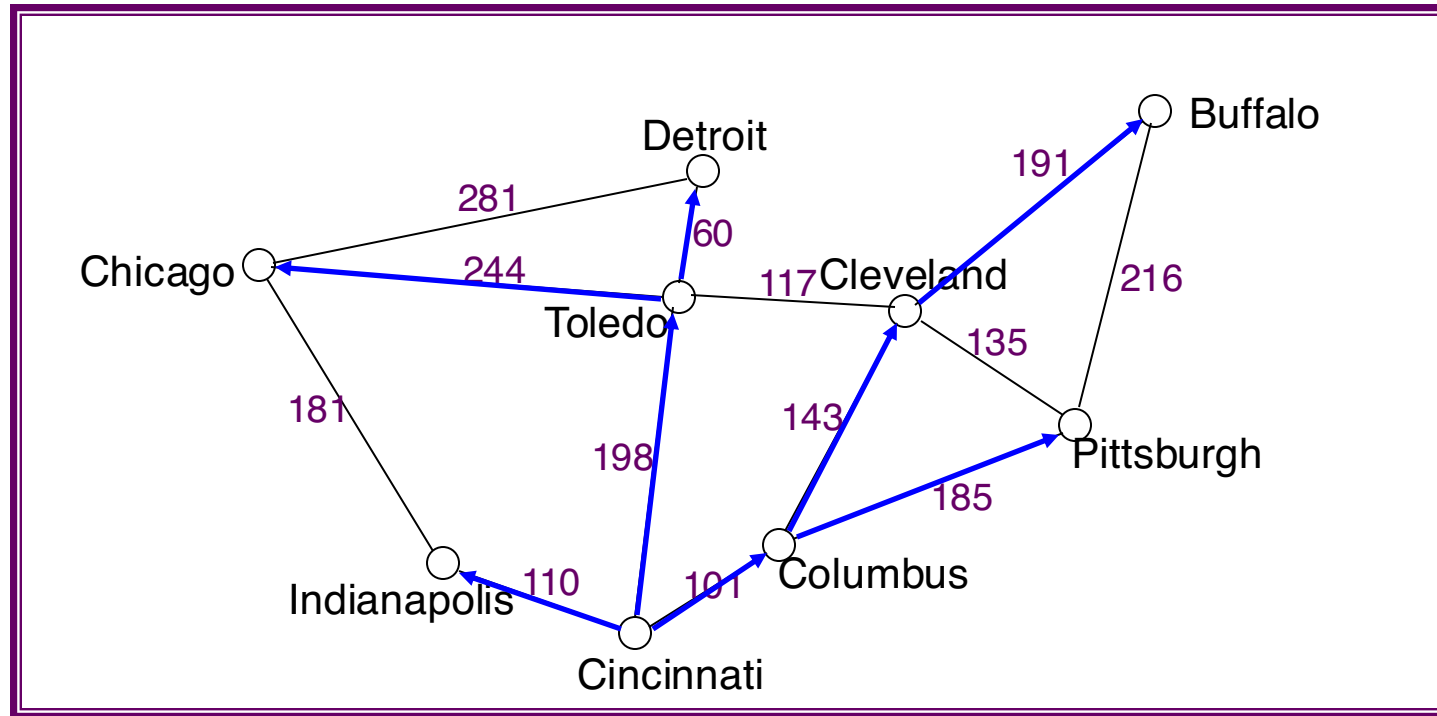 Buffalo
Detroit
191
281
60
Chicago
244
117
Cleveland
216
Toledo
135
181
143
198
Pittsburgh
185
110
101
Columbus
Indianapolis
Cincinnati